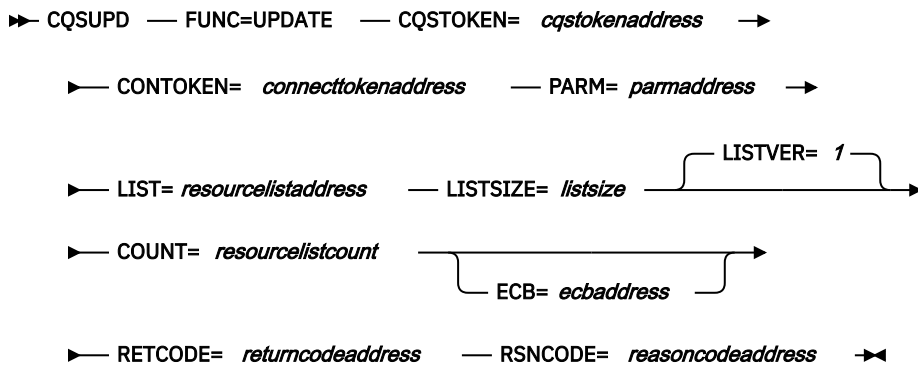 CQSUPD FUNC=UPDATE CQSTOKEN= cqstokenaddress
CONTOKEN= connecttokenaddress PARM= parmaddress
LISTVER= 1
LIST= resourcelistaddress LISTSIZE= listsize
COUNT= resourcelistcount
ECB= ecbaddress
RETCODE= returncodeaddress RSNCODE= reasoncodeaddress